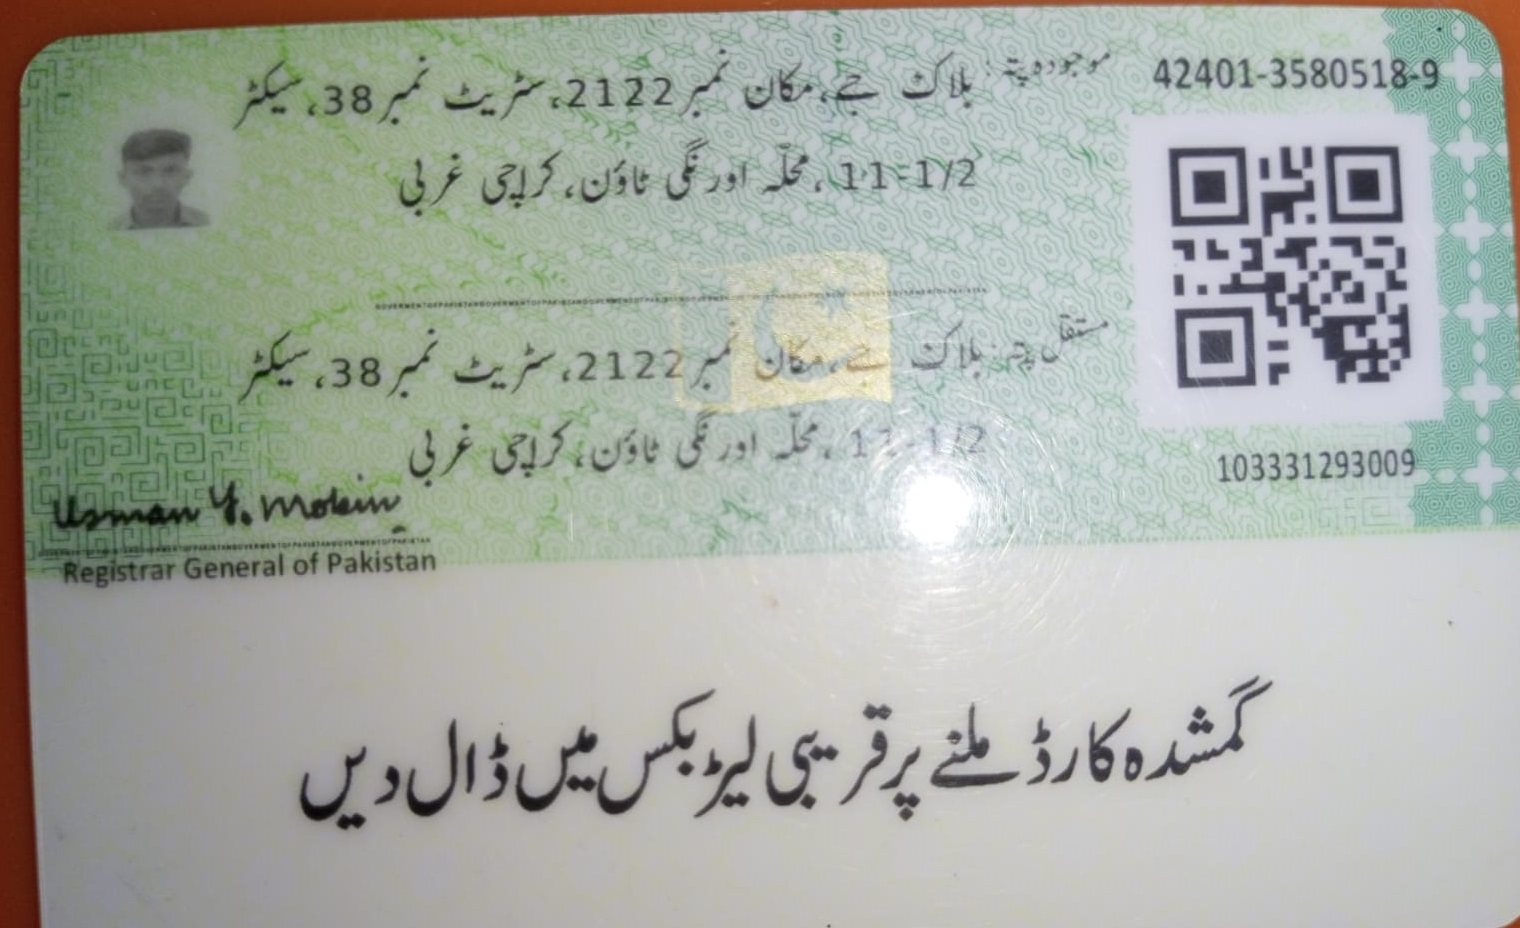 42401-3580518-9
موجودہ پتہ: بلاک جے، مکان نمبر 2122، سٹریٹ نمبر 38، سیکٹر
11-1/2، محلّہ اورنگی ٹاؤن، کراچی غربی
مستقل پتہ: بلاک جے، مکان نمبر 2122، سٹریٹ نمبر 38، سیکٹر
11-1/2، محلّہ اورنگی ٹاؤن، کراچی غربی
103331293009
Usman Y. Mobin
Registrar General of Pakistan
گمشدہ کارڈ ملنے پر قریبی لیٹر بکس میں ڈال دیں